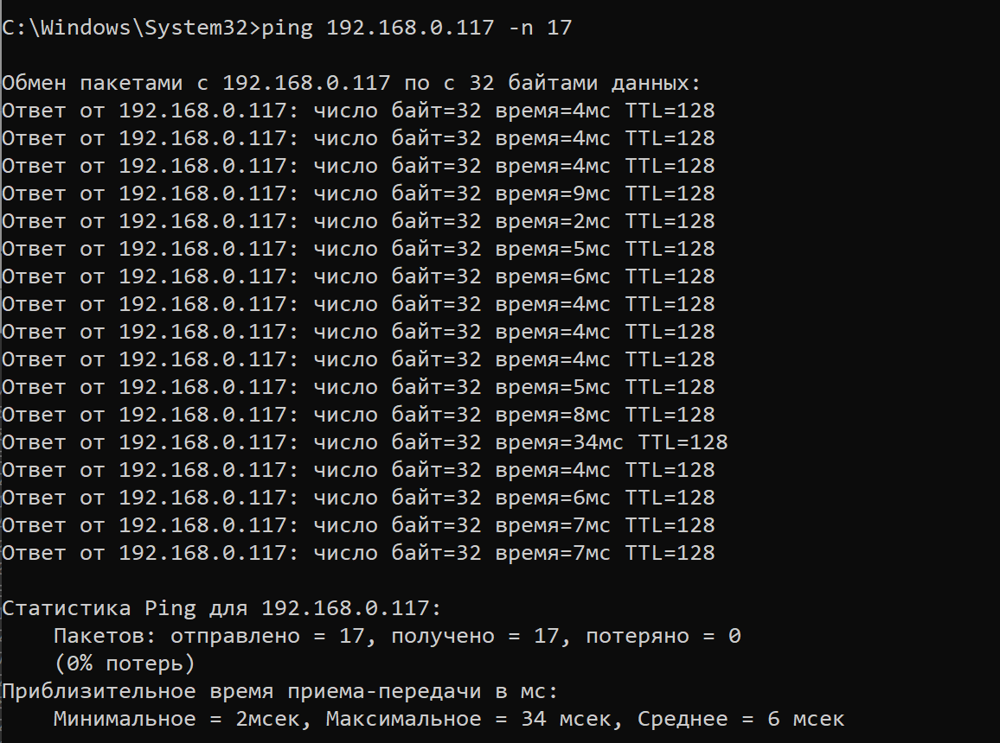 C:\Windows\System32>ping 192.168.0.117 -n 17
Обмен пакетами с 192.168.0.117 по с 32 байтами данных:
Ответ от 192.168.0.117: число байт=32 время=4мс TTL=128
Ответ от 192.168.0.117: число байт=32 время=4мс TTL=128
Ответ от 192.168.0.117: число байт=32 время=4мс TTL=128
Ответ от 192.168.0.117: число байт=32 время=9мс TTL=128
Ответ от 192.168.0.117: число байт=32 время=2мс TTL=128
Ответ от 192.168.0.117: число байт=32 время=5мс TTL=128
Ответ от 192.168.0.117: число байт=32 время=6мс TTL=128
Ответ от 192.168.0.117: число байт=32 время=4мс TTL=128
Ответ от 192.168.0.117: число байт=32 время=4мс TTL=128
Ответ от 192.168.0.117: число байт=32 время=4мс TTL=128
Ответ от 192.168.0.117: число байт=32 время=5мс TTL=128
Ответ от 192.168.0.117: число байт=32 время=8мс TTL=128
Ответ от 192.168.0.117: число байт=32 время=34мс TTL=128
Ответ от 192.168.0.117: число байт=32 время=4мс TTL=128
Ответ от 192.168.0.117: число байт=32 время=6мс TTL=128
Ответ от 192.168.0.117: число байт=32 время=7мс TTL=128
Ответ от 192.168.0.117: число байт=32 время=7мс TTL=128
Статистика Ping для 192.168.0.117:
    Пакетов: отправлено = 17, получено = 17, потеряно = 0
    (0% потерь)
Приблизительное время приема-передачи в мс:
    Минимальное = 2мсек, Максимальное = 34 мсек, Среднее = 6 мсек